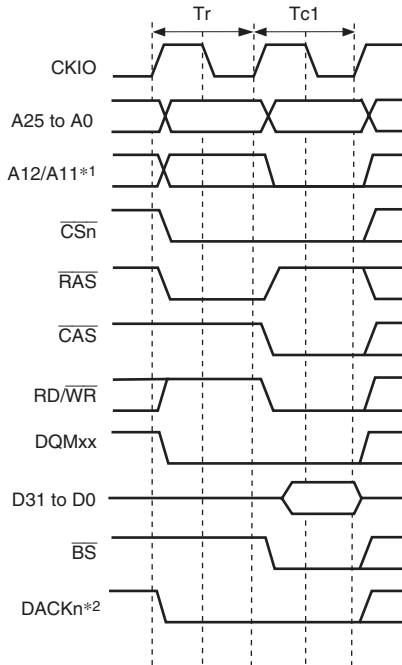 Tr Tc1
CKIO
A25 to A0
A12/A11*1
CSn
RAS
CAS
RD/WR
DQMxx
D31 to D0
BS
DACKn*2